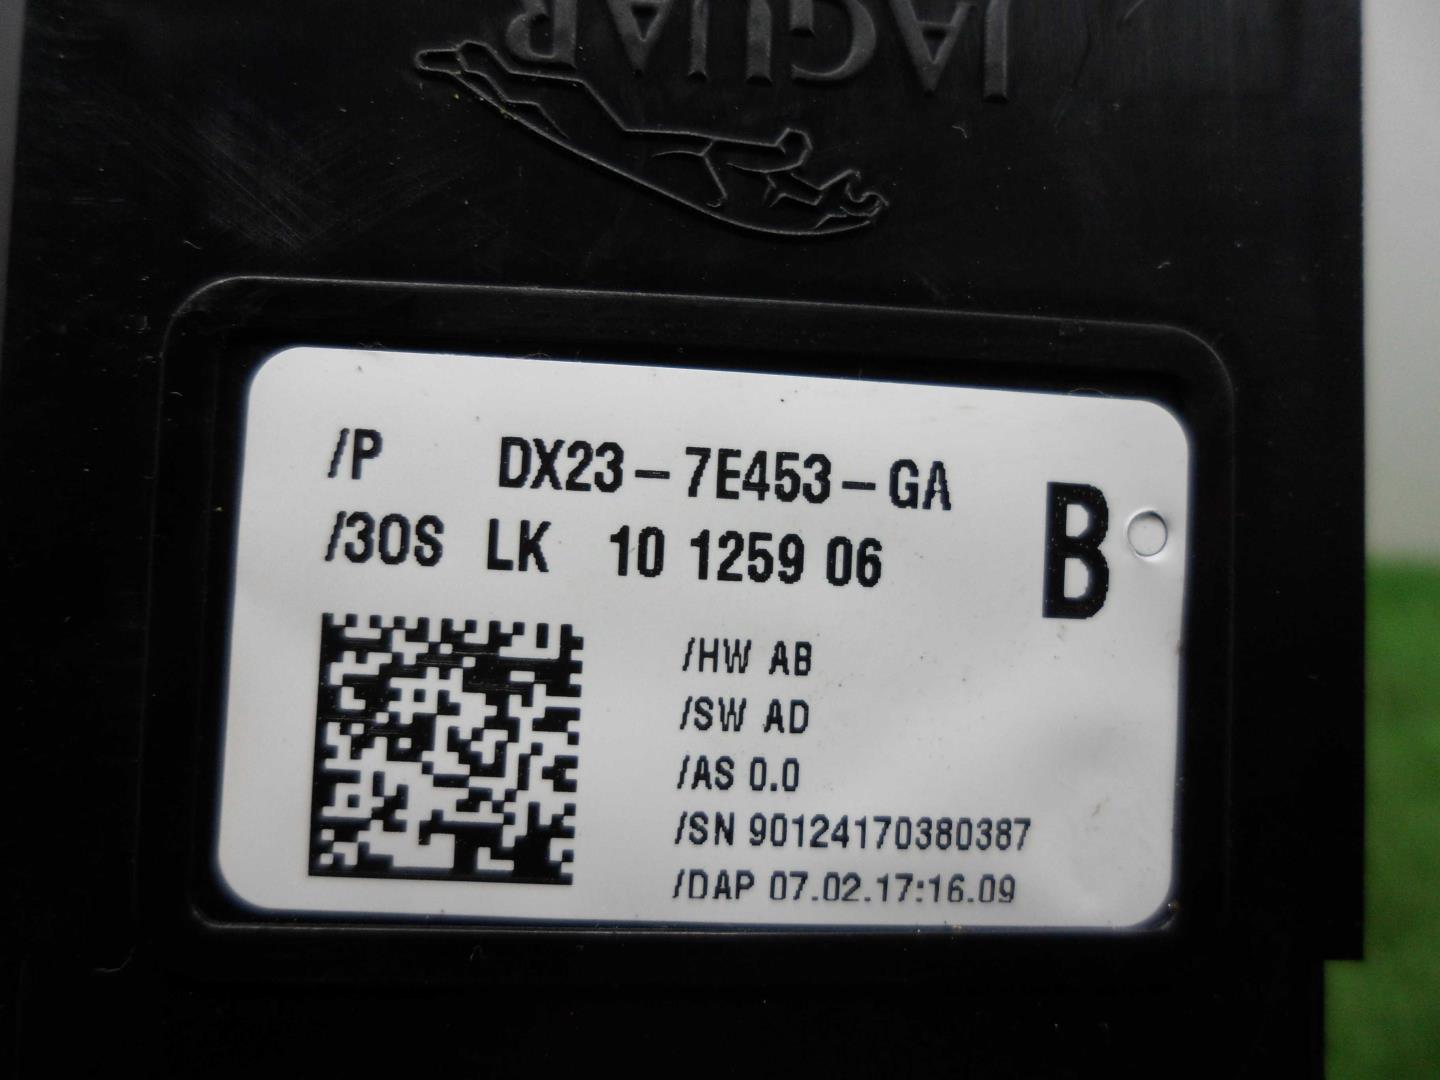 JAGUAR
/P DX23-7E453-GA
/3OS LK 10 1259 06
B
/HW AB
/SW AD
/AS 0.0
/SN 90124170380387
/DAP 07.02.17:16.09